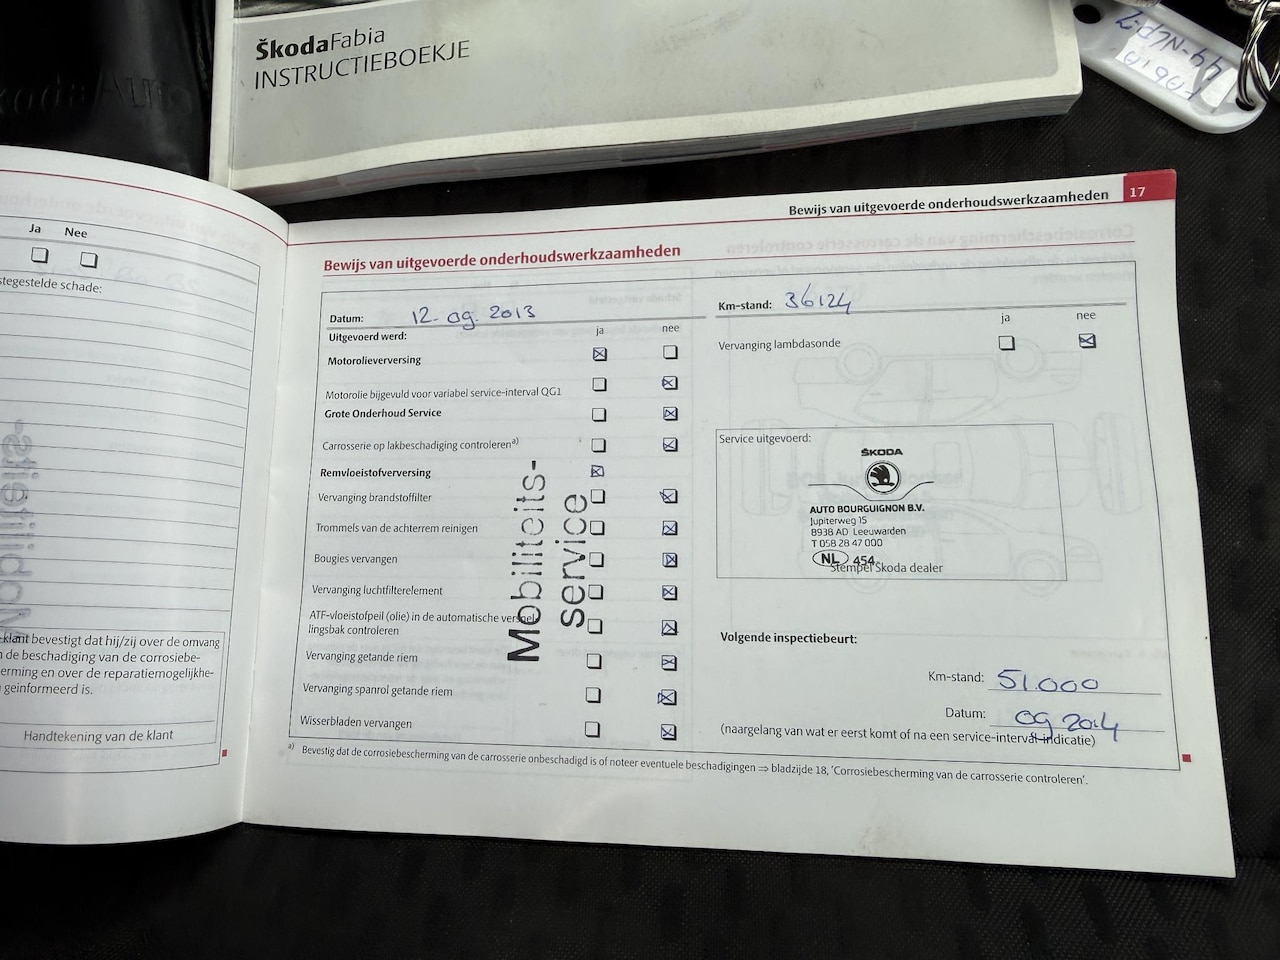 ŠkodaFabia
INSTRUCTIEBOEKJE
FABIA
Ja Nee
stegestelde schade:
klant bevestigt dat hij/zij over de omvang
de beschadiging van de corrosiebe-
erming en over de reparatiemogelijkhe-
geinformeerd is.
Handtekening van de klant
Bewijs van uitgevoerde onderhoudswerkzaamheden 17
Bewijs van uitgevoerde onderhoudswerkzaamheden
Datum: 12. 09. 2013
Km-stand: 36124
Uitgevoerd werd: ja nee
Motorolieverversing
Motorolie bijgevuld voor variabel service-interval QG1
Grote Onderhoud Service
Carrosserie op lakbeschadiging controleren a)
Remvloeistofverversing
Vervanging brandstoffilter
Trommels van de achterrem reinigen
Bougies vervangen
Vervanging luchtfilterelement
ATF-vloeistofpeil (olie) in de automatische versnel-
lingsbak controleren
Vervanging getande riem
Vervanging spanrol getande riem
Wisserbladen vervangen
Mobiliteits-
service
ja nee
Vervanging lambdasonde
Service uitgevoerd:
ŠKODA
AUTO BOURGUIGNON B.V.
Jupiterweg 15
8938 AD Leeuwarden
T 058 28 47 000
NL 454
Stempel Skoda dealer
Volgende inspectiebeurt:
Km-stand: 51.000
Datum: 09 2014
(naargelang van wat er eerst komt of na een service-interval-indicatie)
a) Bevestig dat de corrosiebescherming van de carrosserie onbeschadigd is of noteer eventuele beschadigingen ⇒ bladzijde 18, 'Corrosiebescherming van de carrosserie controleren'.